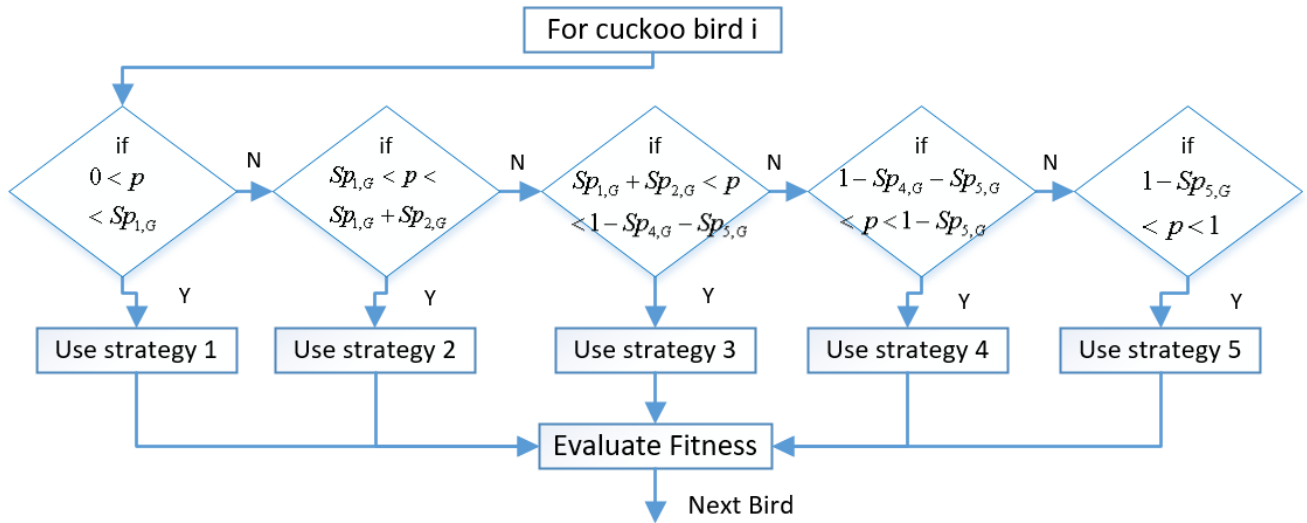 For cuckoo bird i
if
0 < p
< Sp₁,G
N
if
Sp₁,G < p <
Sp₁,G + Sp₂,G
N
if
Sp₁,G + Sp₂,G < p
< 1 − Sp₄,G − Sp₅,G
N
if
1 − Sp₄,G − Sp₅,G
< p < 1 − Sp₅,G
N
if
1 − Sp₅,G
< p < 1
Y
Y
Y
Y
Y
Use strategy 1
Use strategy 2
Use strategy 3
Use strategy 4
Use strategy 5
Evaluate Fitness
Next Bird